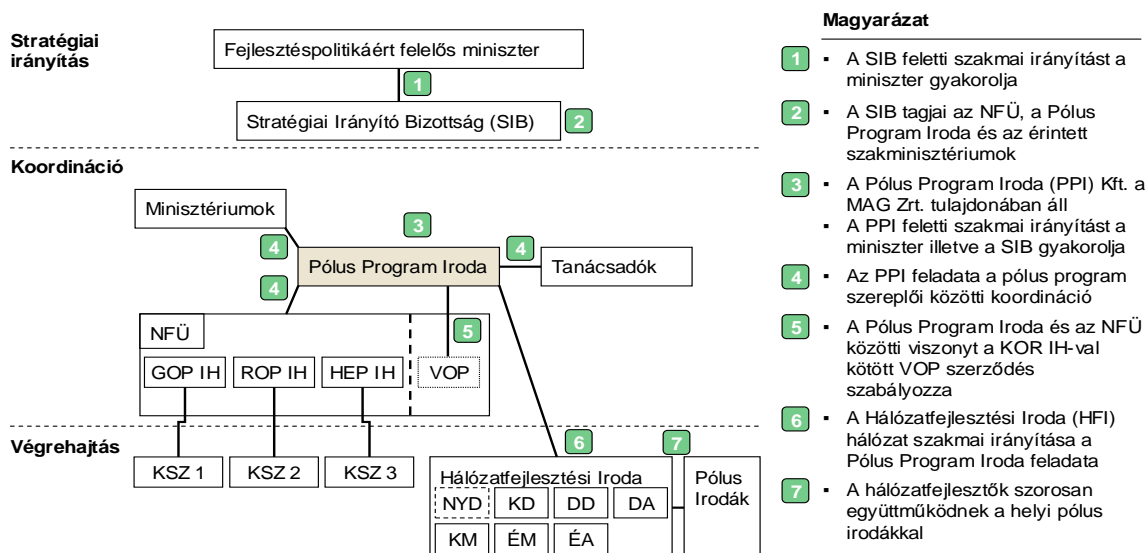 Stratégiai
irányítás
Fejlesztéspolitikáért felelős miniszter
1
Stratégiai Irányító Bizottság (SIB)
2
Koordináció
Minisztériumok
3
4
Pólus Program Iroda
4
Tanácsadók
4
NFÜ
5
GOP IH
ROP IH
HEP IH
VOP
Végrehajtás
6
7
KSZ 1
KSZ 2
KSZ 3
Hálózatfejlesztési Iroda
NYD
KD
DD
DA
KM
ÉM
ÉA
Pólus
Irodák
Magyarázat
1 ▪ A SIB feletti szakmai irányítást a
miniszter gyakorolja
2 ▪ A SIB tagjai az NFÜ, a Pólus
Program Iroda és az érintett
szakminisztériumok
3 ▪ A Pólus Program Iroda (PPI) Kft. a
MAG Zrt. tulajdonában áll
▪ A PPI feletti szakmai irányítást a
miniszter illetve a SIB gyakorolja
4 ▪ Az PPI feladata a pólus program
szereplői közötti koordináció
5 ▪ A Pólus Program Iroda és az NFÜ
közötti viszonyt a KOR IH-val
kötött VOP szerződés
szabályozza
6 ▪ A Hálózatfejlesztési Iroda (HFI)
hálózat szakmai irányítása a
Pólus Program Iroda feladata
7 ▪ A hálózatfejlesztők szorosan
együttműködnek a helyi pólus
irodákkal